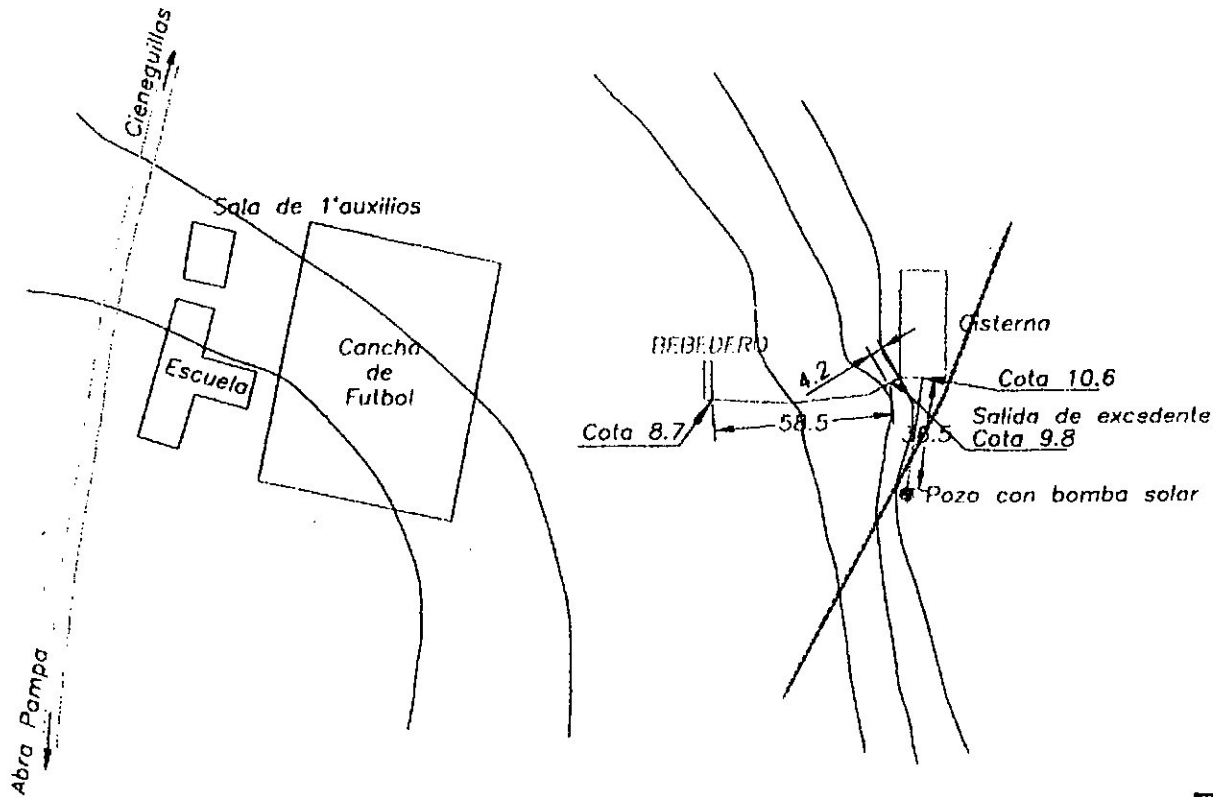 Cieneguillas
Sala de 1°auxilios
Escuela
Cancha
de
Futbol
Abra Pampa
BEBEDERO
Cota 8.7
58.5
4.2
Cisterna
Cota 10.6
Salida de excedente
Cota 9.8
Pozo con bomba solar